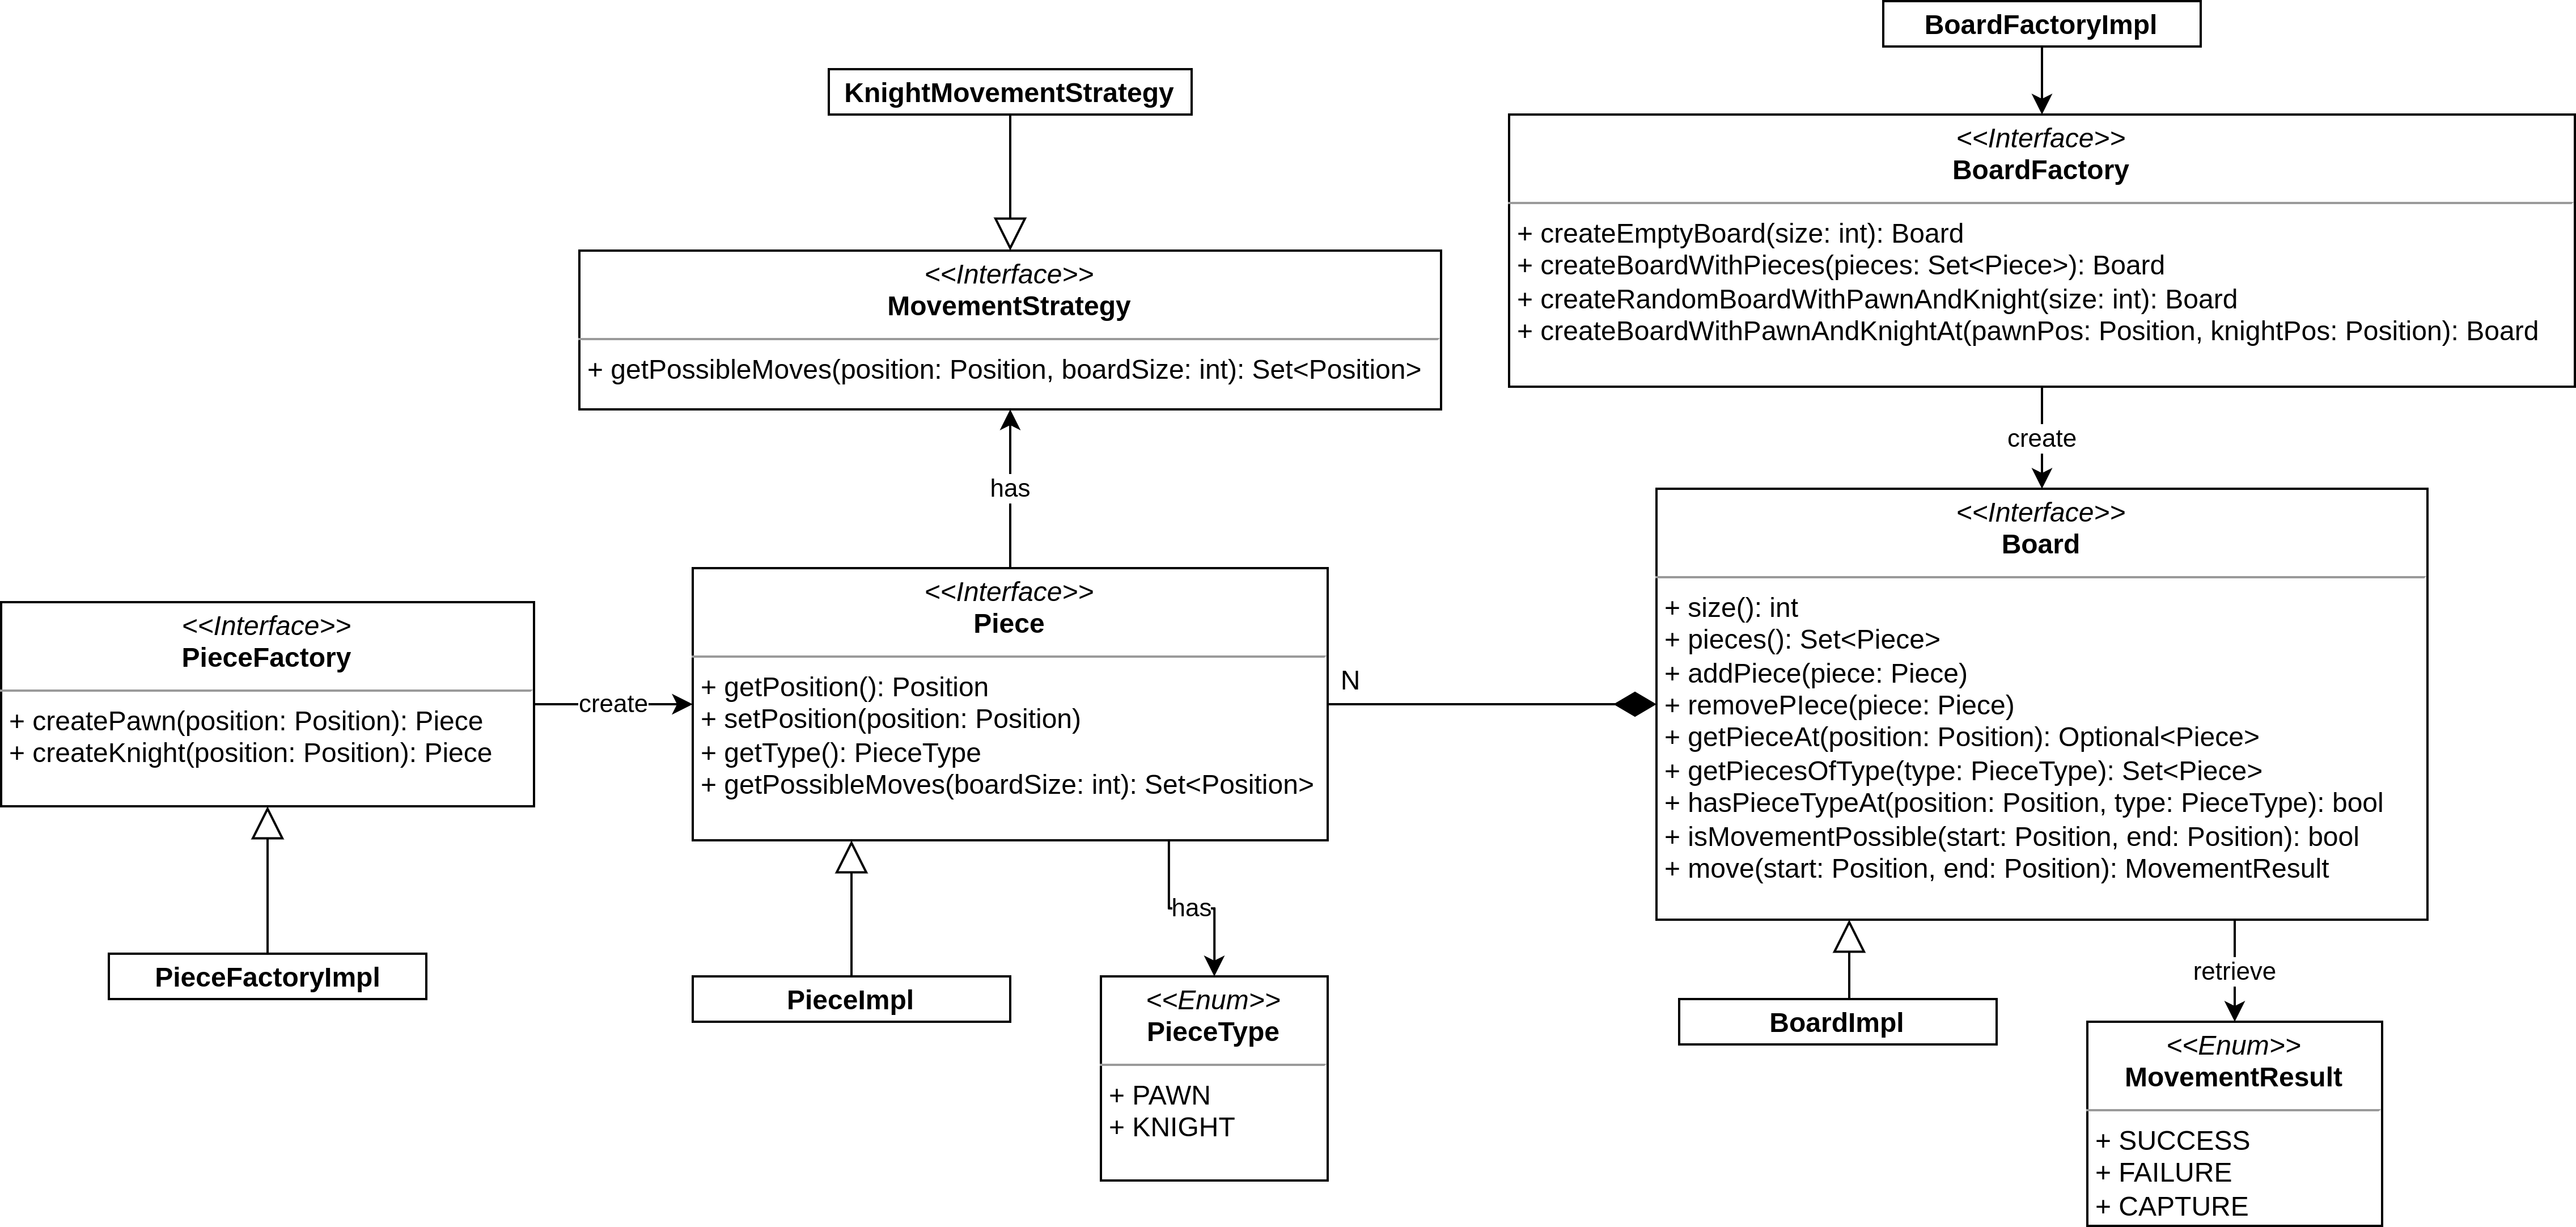 BoardFactoryImpl
KnightMovementStrategy
<<Interface>>
BoardFactory
+ createEmptyBoard(size: int): Board
+ createBoardWithPieces(pieces: Set<Piece>): Board
+ createRandomBoardWithPawnAndKnight(size: int): Board
+ createBoardWithPawnAndKnightAt(pawnPos: Position, knightPos: Position): Board
<<Interface>>
MovementStrategy
+ getPossibleMoves(position: Position, boardSize: int): Set<Position>
create
has
<<Interface>>
Board
+ size(): int
+ pieces(): Set<Piece>
+ addPiece(piece: Piece)
+ removePIece(piece: Piece)
+ getPieceAt(position: Position): Optional<Piece>
+ getPiecesOfType(type: PieceType): Set<Piece>
+ hasPieceTypeAt(position: Position, type: PieceType): bool
+ isMovementPossible(start: Position, end: Position): bool
+ move(start: Position, end: Position): MovementResult
<<Interface>>
Piece
+ getPosition(): Position
+ setPosition(position: Position)
+ getType(): PieceType
+ getPossibleMoves(boardSize: int): Set<Position>
N
<<Interface>>
PieceFactory
+ createPawn(position: Position): Piece
+ createKnight(position: Position): Piece
create
has
retrieve
PieceFactoryImpl
PieceImpl
<<Enum>>
PieceType
+ PAWN
+ KNIGHT
BoardImpl
<<Enum>>
MovementResult
+ SUCCESS
+ FAILURE
+ CAPTURE